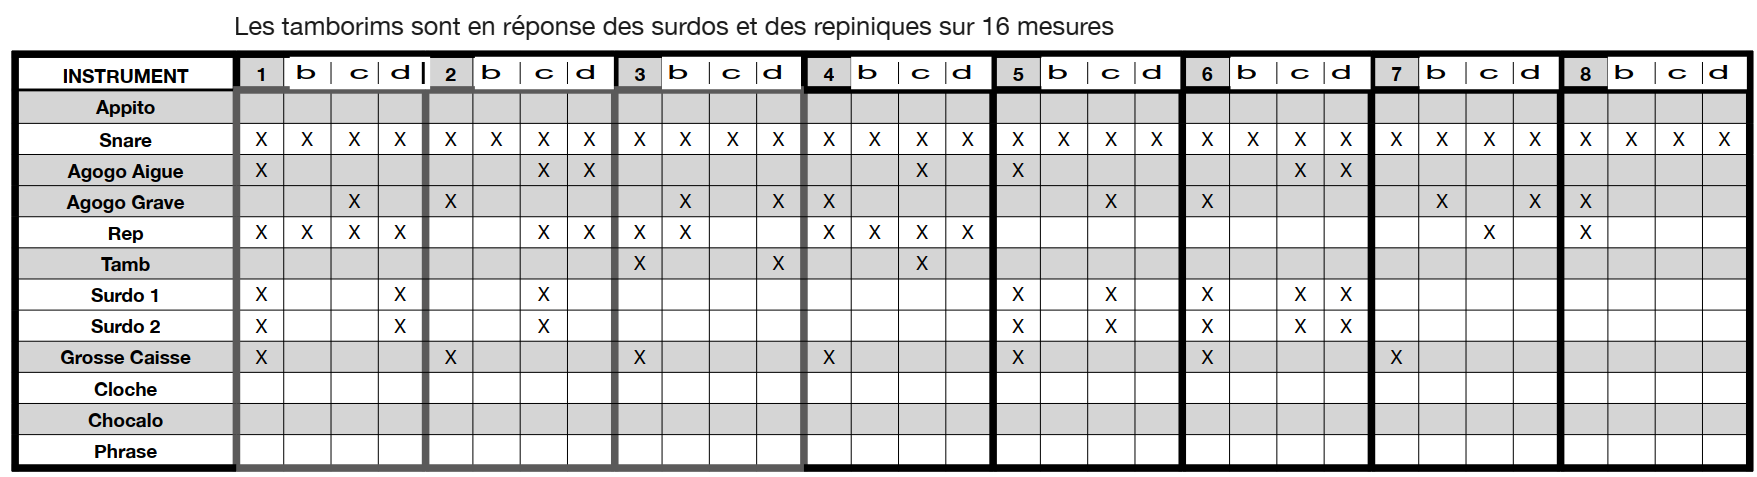 Les tamborims sont en réponse des surdos et des repiniques sur 16 mesures
INSTRUMENT 1 b | c | d | 2 b | c | d 3 b | c | d 4 b | c | d 5 b | c | d 6 b | c | d 7 b | c | d 8 b | c | d
Appito
Snare X X X X X X X X X X X X X X X X X X X X X X X X X X X X X X X X
Agogo Aigue X X X X X X X
Agogo Grave X X X X X X X X X X
Rep X X X X X X X X X X X X X X
Tamb X X X
Surdo 1 X X X X X X X X
Surdo 2 X X X X X X X X
Grosse Caisse X X X X X X X
Cloche
Chocalo
Phrase